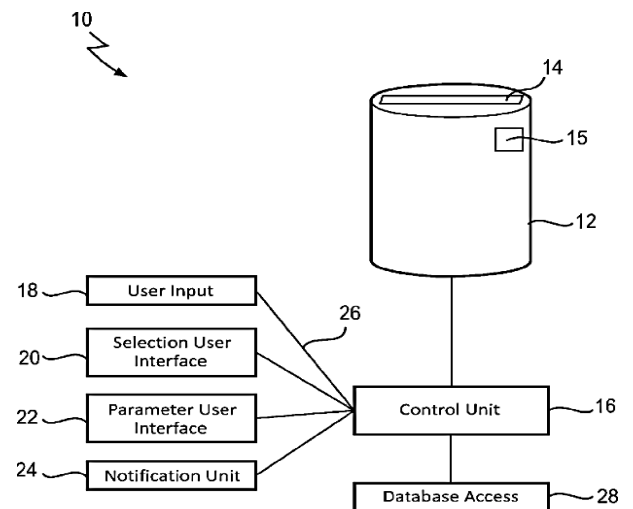 10
14
15
12
18
User Input
26
20
Selection User
Interface
22
Parameter User
Interface
Control Unit
16
24
Notification Unit
Database Access
28